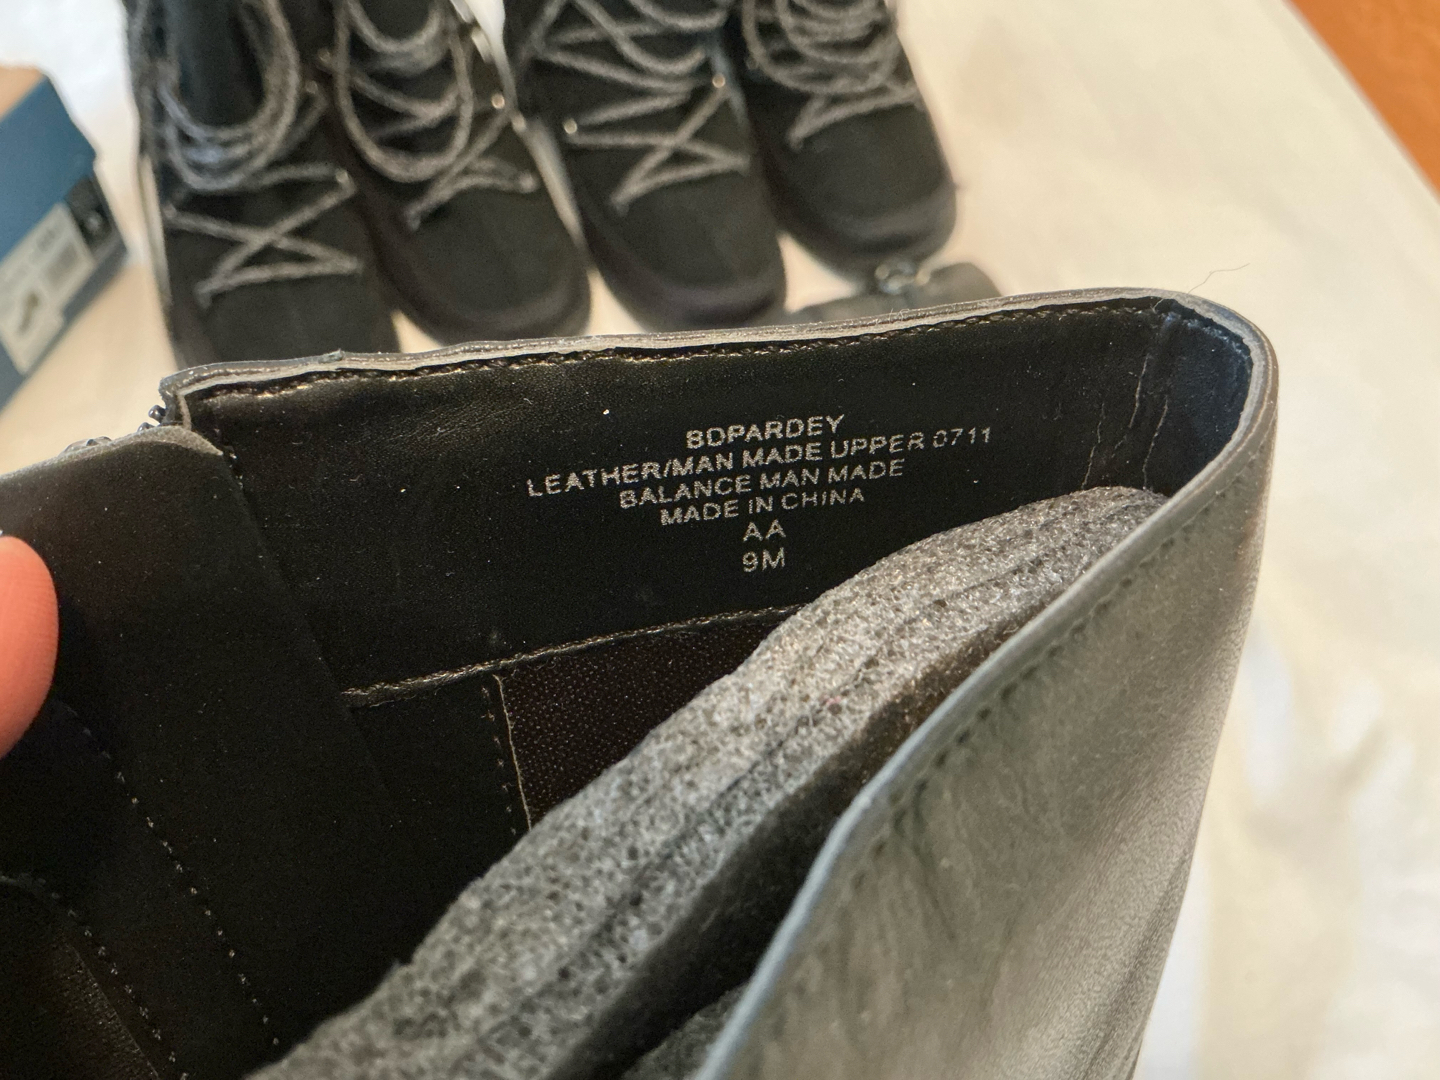 BDPARDEY
LEATHER/MAN MADE UPPER 0711
BALANCE MAN MADE
MADE IN CHINA
AA
9M